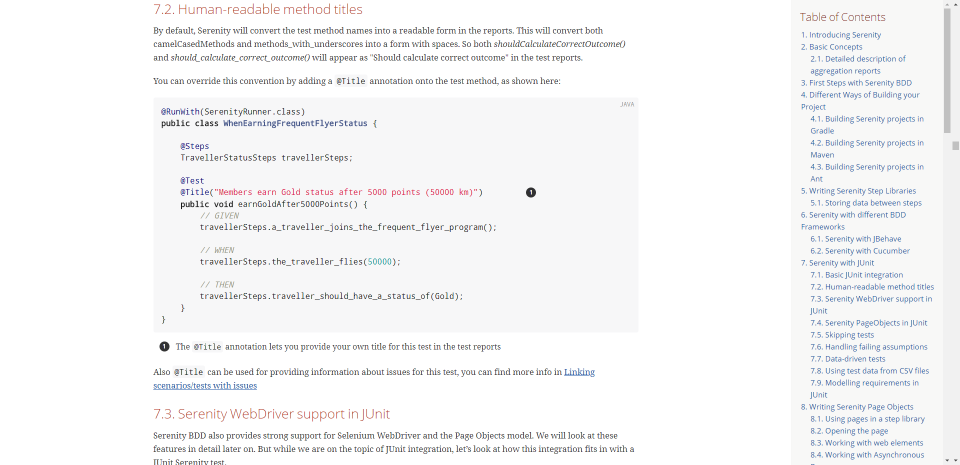 7.2. Human-readable method titles
By default, Serenity will convert the test method names into a readable form in the reports. This will convert both
camelCasedMethods and methods_with_underscores into a form with spaces. So both shouldCalculateCorrectOutcome()
and should_calculate_correct_outcome() will appear as "Should calculate correct outcome" in the test reports.
You can override this convention by adding a @Title annotation onto the test method, as shown here:
JAVA
@RunWith(SerenityRunner.class)
public class WhenEarningFrequentFlyerStatus {
@Steps
TravellerStatusSteps travellerSteps;
@Test
@Title("Members earn Gold status after 5000 points (50000 km)")
1
public void earnGoldAfter5000Points() {
// GIVEN
travellerSteps.a_traveller_joins_the_frequent_flyer_program();
// WHEN
travellerSteps.the_traveller_flies(50000);
// THEN
travellerSteps.traveller_should_have_a_status_of(Gold);
}
}
1 The @Title annotation lets you provide your own title for this test in the test reports
Also @Title can be used for providing information about issues for this test, you can find more info in Linking
scenarios/tests with issues
7.3. Serenity WebDriver support in JUnit
Serenity BDD also provides strong support for Selenium WebDriver and the Page Objects model. We will look at these
features in detail later on. But while we are on the topic of JUnit integration, let's look at how this integration fits in with a
JUnit Serenity test.
Table of Contents
1. Introducing Serenity
2. Basic Concepts
2.1. Detailed description of
aggregation reports
3. First Steps with Serenity BDD
4. Different Ways of Building your
Project
4.1. Building Serenity projects in
Gradle
4.2. Building Serenity projects in
Maven
4.3. Building Serenity projects in
Ant
5. Writing Serenity Step Libraries
5.1. Storing data between steps
6. Serenity with different BDD
Frameworks
6.1. Serenity with JBehave
6.2. Serenity with Cucumber
7. Serenity with JUnit
7.1. Basic JUnit integration
7.2. Human-readable method titles
7.3. Serenity WebDriver support in
JUnit
7.4. Serenity PageObjects in JUnit
7.5. Skipping tests
7.6. Handling failing assumptions
7.7. Data-driven tests
7.8. Using test data from CSV files
7.9. Modelling requirements in
JUnit
8. Writing Serenity Page Objects
8.1. Using pages in a step library
8.2. Opening the page
8.3. Working with web elements
8.4. Working with Asynchronous